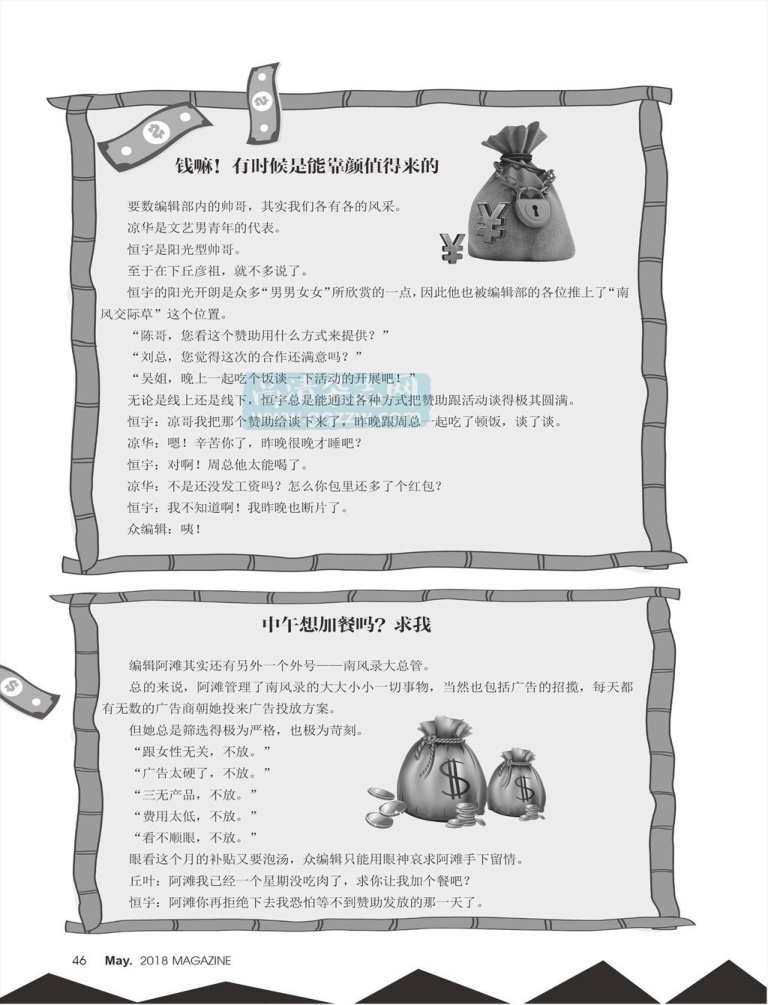 钱嘛！有时候是能靠颜值得来的
要数编辑部内的帅哥，其实我们各有各的风采。
凉华是文艺男青年的代表。
恒宇是阳光型帅哥。
至于在下丘彦祖，就不多说了。
恒宇的阳光开朗是众多“男男女女”所欣赏的一点，因此他也被编辑部的各位推上了“南
风交际草”这个位置。
“陈哥，您看这个赞助用什么方式来提供？”
“刘总，您觉得这次的合作还满意吗？”
“吴姐，晚上一起吃个饭谈一下活动的开展吧！”
无论是线上还是线下，恒宇总是能通过各种方式把赞助跟活动谈得极其圆满。
恒宇：凉哥我把那个赞助给谈下来了，昨晚跟周总一起吃了顿饭，谈了谈。
凉华：嗯！辛苦你了，昨晚很晚才睡吧？
恒宇：对啊！周总他太能喝了。
凉华：不是还没发工资吗？怎么你包里还多了个红包？
恒宇：我不知道啊！我昨晚也断片了。
众编辑：咦！
中午想加餐吗？求我
编辑阿滩其实还有另外一个外号——南风录大总管。
总的来说，阿滩管理了南风录的大大小小一切事物，当然也包括广告的招揽，每天都
有无数的广告商朝她投来广告投放方案。
但她总是筛选得极为严格，也极为苛刻。
“跟女性无关，不放。”
“广告太硬了，不放。”
“三无产品，不放。”
“费用太低，不放。”
“看不顺眼，不放。”
眼看这个月的补贴又要泡汤，众编辑只能用眼神哀求阿滩手下留情。
丘叶：阿滩我已经一个星期没吃肉了，求你让我加个餐吧？
恒宇：阿滩你再拒绝下去我恐怕等不到赞助发放的那一天了。
46 May. 2018 MAGAZINE